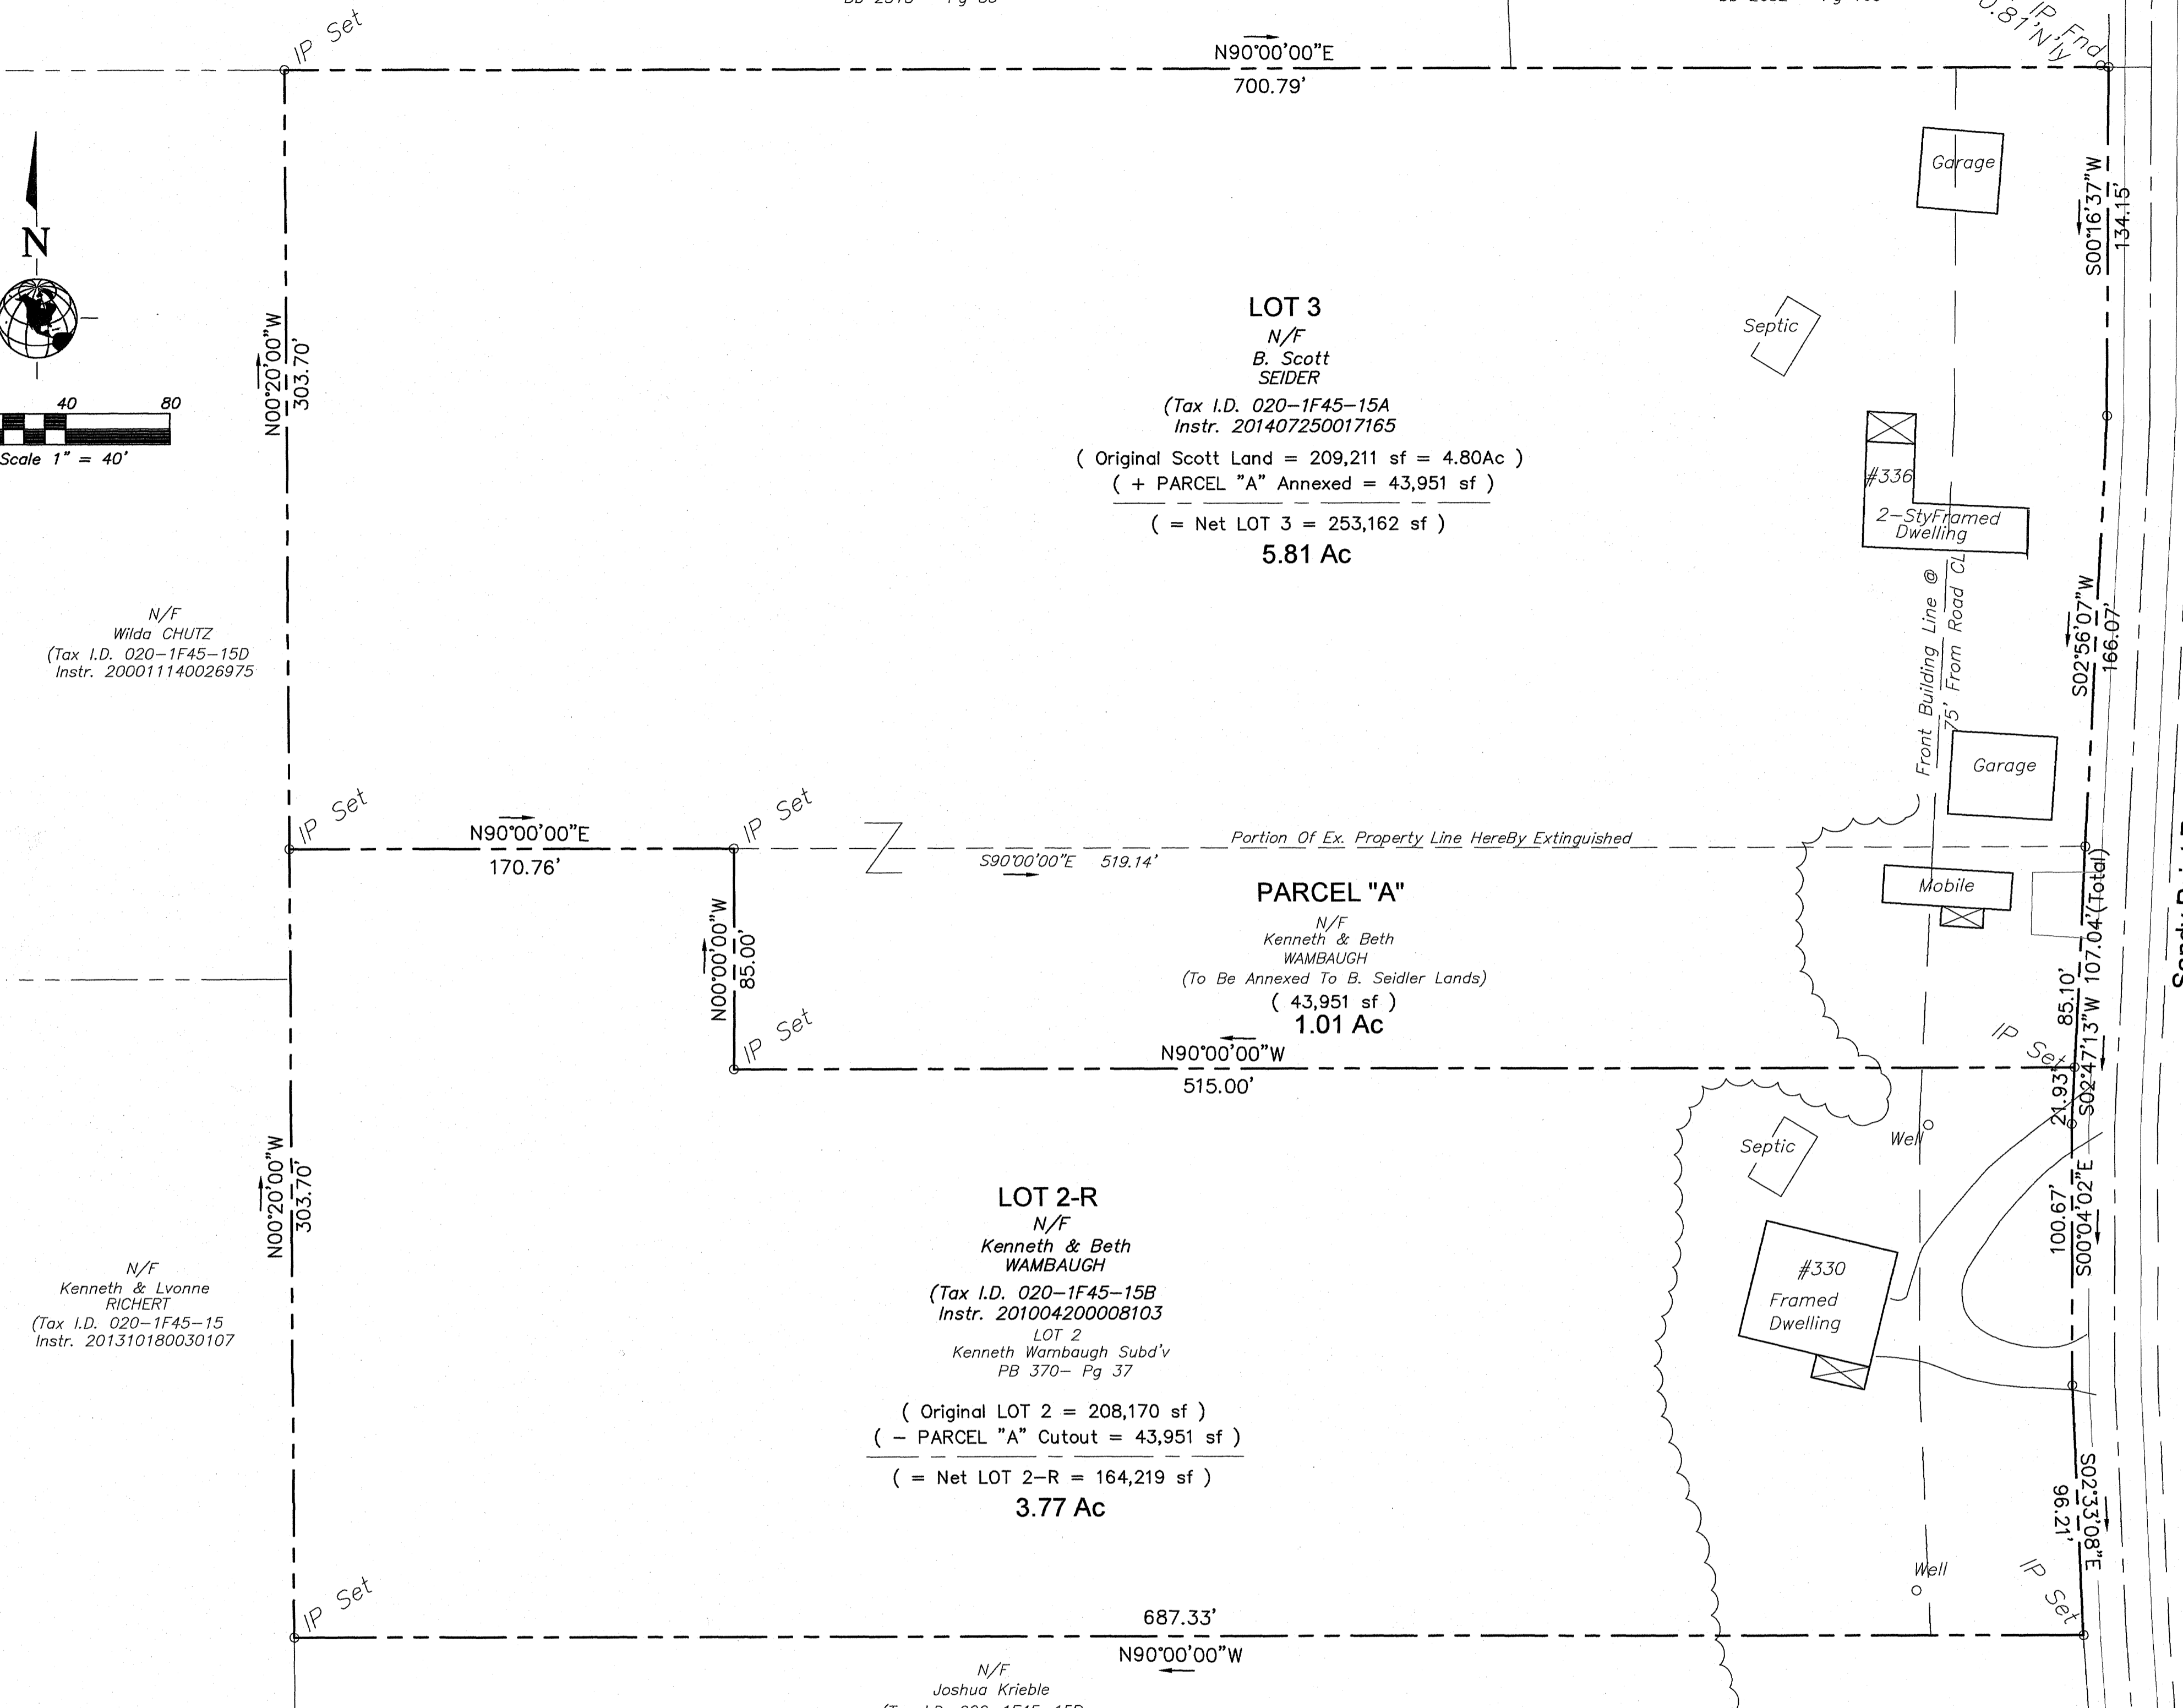 IP Set
N90°00'00"E
700.79'
IP Fnd
0.81' N'ly
Garage
S00°16'37"W
134.15'
N
40 80
Scale 1" = 40'
N00°20'00"W
303.70'
LOT 3
N/F
B. Scott
SEIDER
(Tax I.D. 020-1F45-15A
Instr. 201407250017165
( Original Scott Land = 209,211 sf = 4.80Ac )
( + PARCEL "A" Annexed = 43,951 sf )
( = Net LOT 3 = 253,162 sf )
5.81 Ac
Septic
#336
2-StyFramed
Dwelling
Front Building Line @
75' From Road CL
S02°56'07"W
166.07'
N/F
Wilda CHUTZ
(Tax I.D. 020-1F45-15D
Instr. 200011140026975
Garage
IP Set
N90°00'00"E
170.76'
IP Set
Portion Of Ex. Property Line HereBy Extinguished
S90°00'00"E 519.14'
N00°00'00"W
85.00'
IP Set
PARCEL "A"
N/F
Kenneth & Beth
WAMBAUGH
(To Be Annexed To B. Seidler Lands)
( 43,951 sf )
1.01 Ac
Mobile
N90°00'00"W
515.00'
IP Set
85.10'
21.93'
S02°47'13"W 107.04'(Total)
N00°20'00"W
303.70'
LOT 2-R
N/F
Kenneth & Beth
WAMBAUGH
(Tax I.D. 020-1F45-15B
Instr. 201004200008103
LOT 2
Kenneth Wambaugh Subd'v
PB 370- Pg 37
( Original LOT 2 = 208,170 sf )
( - PARCEL "A" Cutout = 43,951 sf )
( = Net LOT 2-R = 164,219 sf )
3.77 Ac
Septic
Well
#330
Framed
Dwelling
100.67'
S00°04'02"E
N/F
Kenneth & Lvonne
RICHERT
(Tax I.D. 020-1F45-15
Instr. 201310180030107
96.21'
S02°33'08"E
Well
IP Set
IP Set
687.33'
N90°00'00"W
N/F
Joshua Krieble